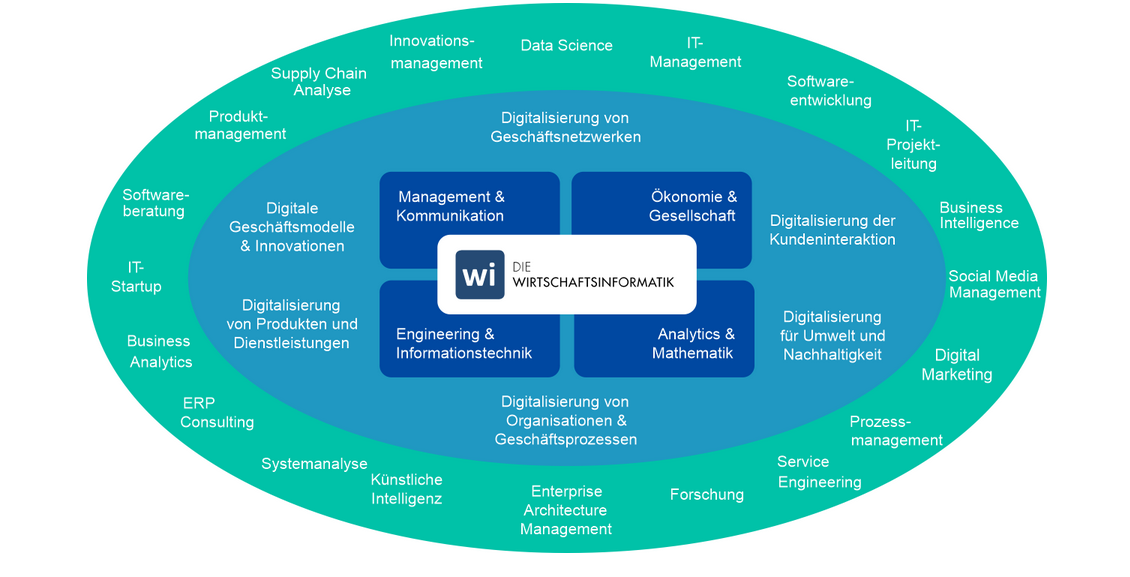 Innovations-
management
Data Science
IT-
Management
Supply Chain
Analyse
Software-
entwicklung
Produkt-
management
IT-
Projekt-
leitung
Software-
beratung
Business
Intelligence
IT-
Startup
Social Media
Management
Business
Analytics
Digital
Marketing
ERP
Consulting
Prozess-
management
Systemanalyse
Künstliche
Intelligenz
Enterprise
Architecture
Management
Forschung
Service
Engineering
Digitalisierung von
Geschäftsnetzwerken
Digitale
Geschäftsmodelle
& Innovationen
Digitalisierung der
Kundeninteraktion
Digitalisierung
von Produkten und
Dienstleistungen
Digitalisierung
für Umwelt und
Nachhaltigkeit
Digitalisierung von
Organisationen &
Geschäftsprozessen
Management &
Kommunikation
Ökonomie &
Gesellschaft
wi
DIE
WIRTSCHAFTSINFORMATIK
Engineering &
Informationstechnik
Analytics &
Mathematik